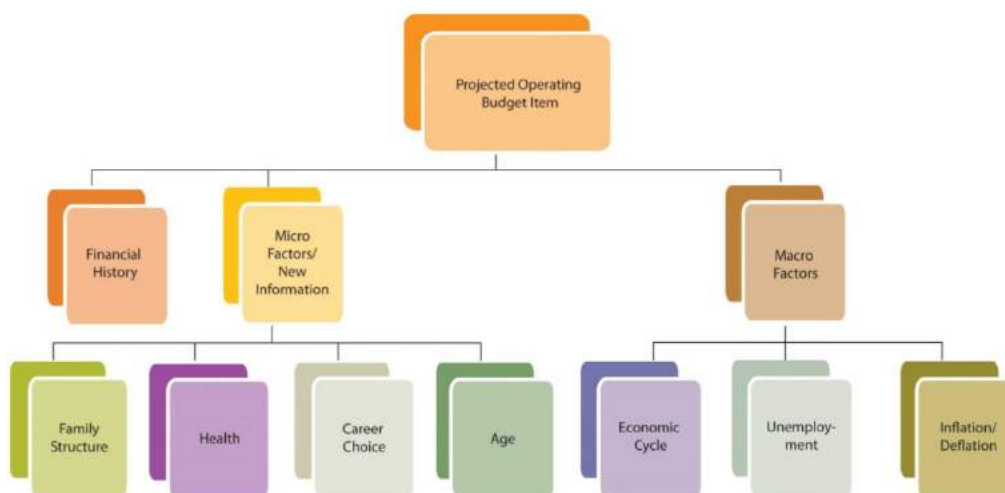 Projected Operating
Budget Item
Financial
History
Micro
Factors/
New
Information
Macro
Factors
Family
Structure
Health
Career
Choice
Age
Economic
Cycle
Unemploy-
ment
Inflation/
Deflation